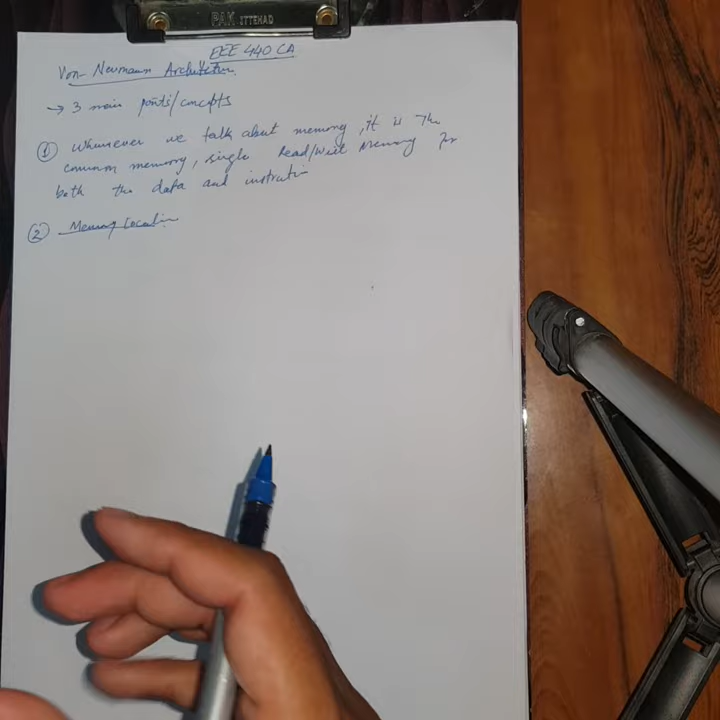 PAK ITTEHAD
EEE 440 CA
Von-Neumann Architectur
→ 3 main points/concepts
① Whenever we talk about memory, it is the
common memory, single Read/Write Memory for
both the data and instruction
② Memory Location